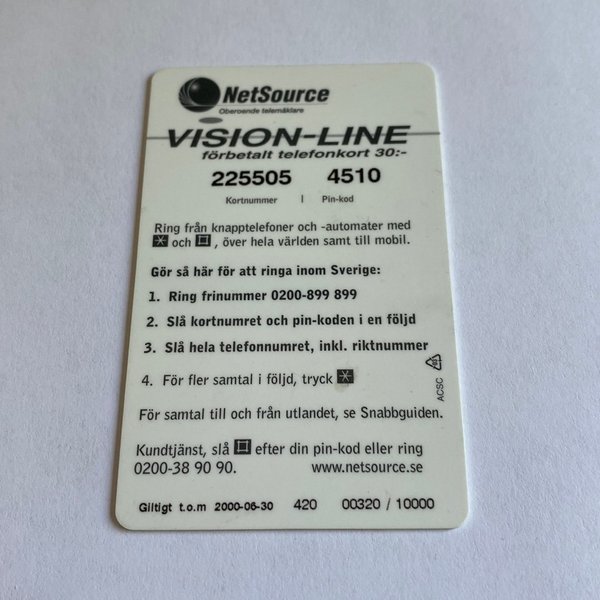 NetSource
Oberoende telemäklare
VISION-LINE
förbetalt telefonkort 30:-
225505 4510
Kortnummer | Pin-kod
Ring från knapptelefoner och -automater med
och , över hela världen samt till mobil.
Gör så här för att ringa inom Sverige:
1. Ring frinummer 0200-899 899
2. Slå kortnumret och pin-koden i en följd
3. Slå hela telefonnumret, inkl. riktnummer
4. För fler samtal i följd, tryck
ACSC
För samtal till och från utlandet, se Snabbguiden.
Kundtjänst, slå efter din pin-kod eller ring
0200-38 90 90. www.netsource.se
Giltigt t.o.m 2000-06-30 420 00320 / 10000